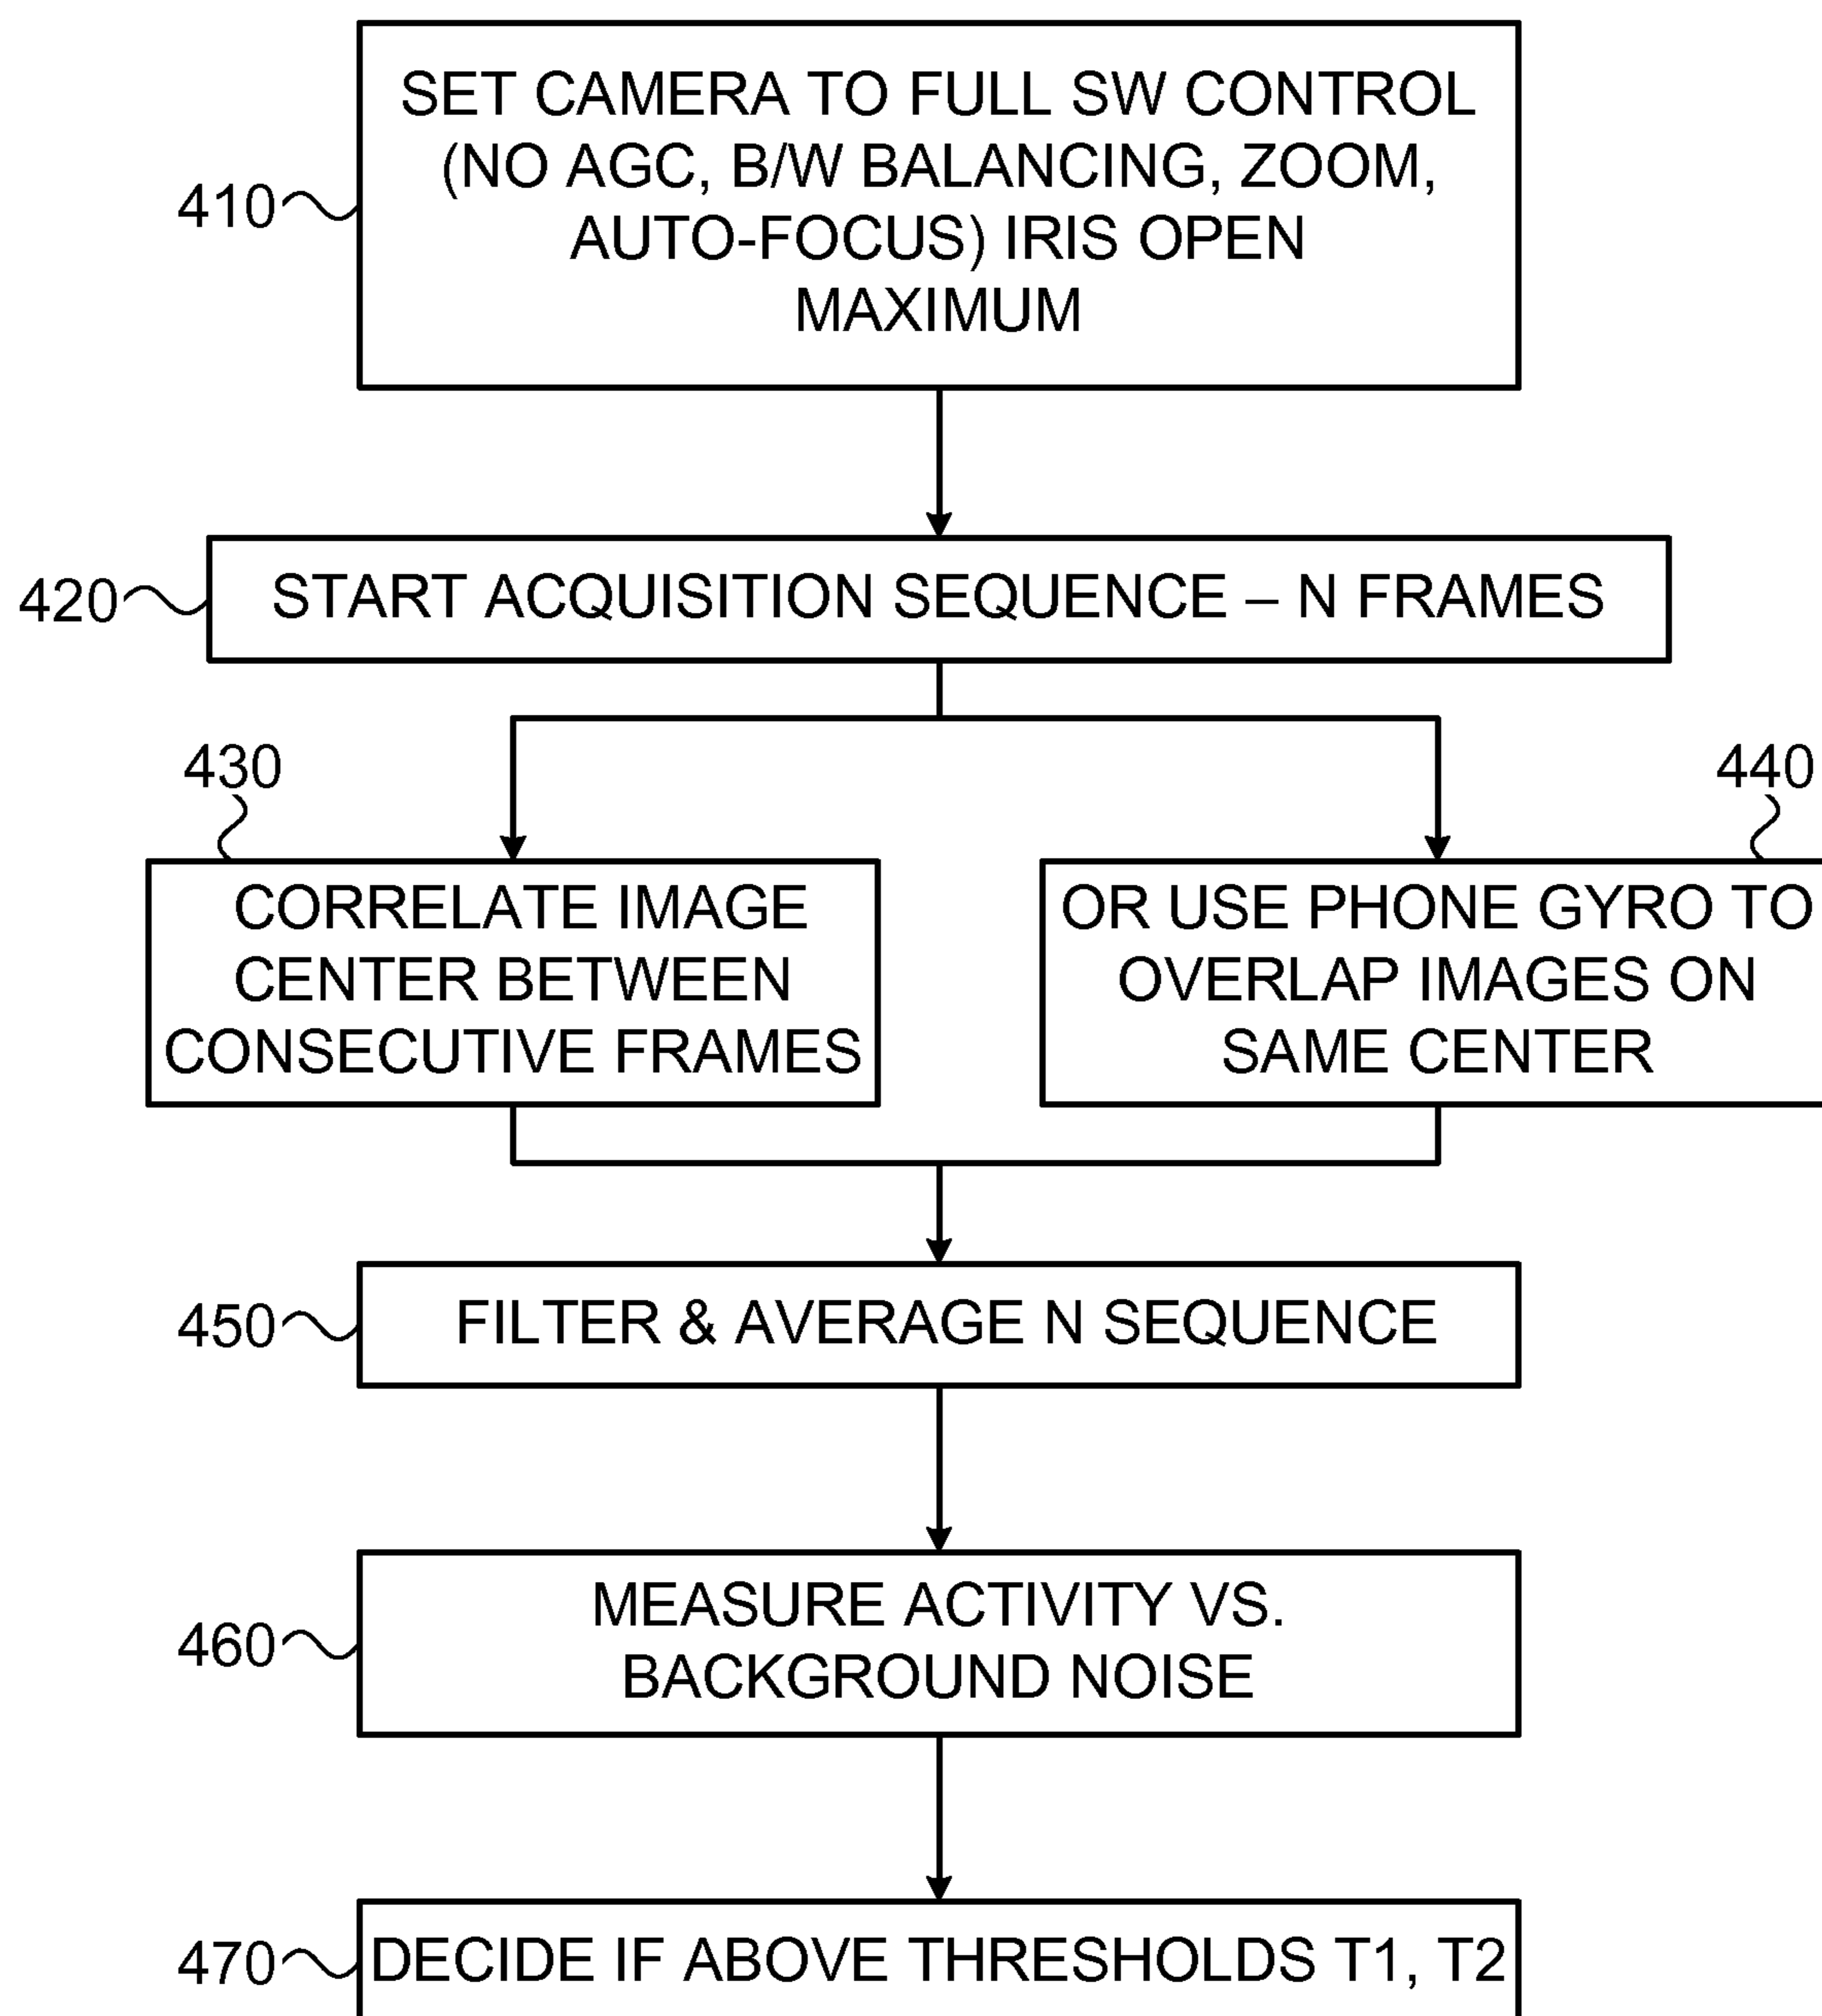 SET CAMERA TO FULL SW CONTROL
(NO AGC, B/W BALANCING, ZOOM,
AUTO-FOCUS) IRIS OPEN
MAXIMUM
410
420
START ACQUISITION SEQUENCE – N FRAMES
430
440
CORRELATE IMAGE
CENTER BETWEEN
CONSECUTIVE FRAMES
OR USE PHONE GYRO TO
OVERLAP IMAGES ON
SAME CENTER
450
FILTER & AVERAGE N SEQUENCE
460
MEASURE ACTIVITY VS.
BACKGROUND NOISE
470
DECIDE IF ABOVE THRESHOLDS T1, T2